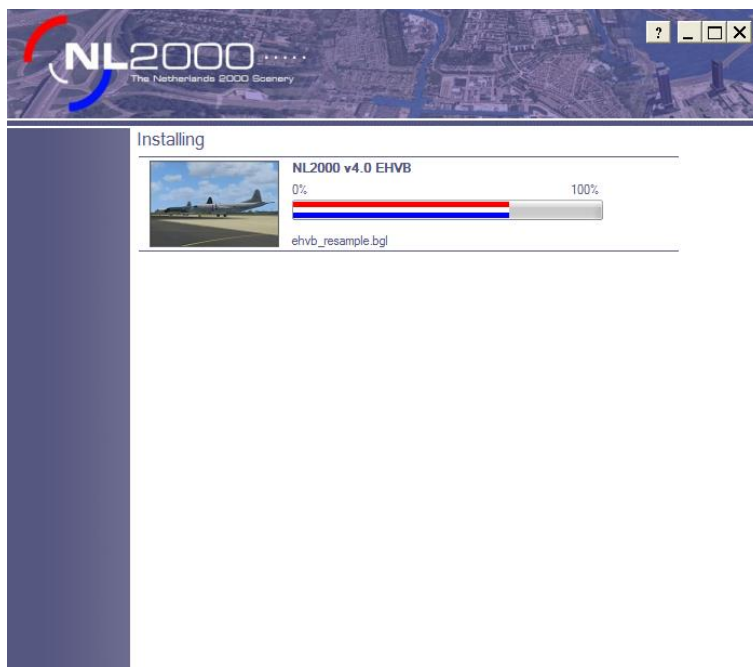 NL2000
The Netherlands 2000 Scenery
?
Installing
NL2000 v4.0 EHVB
0% 100%
ehvb_resample.bgl